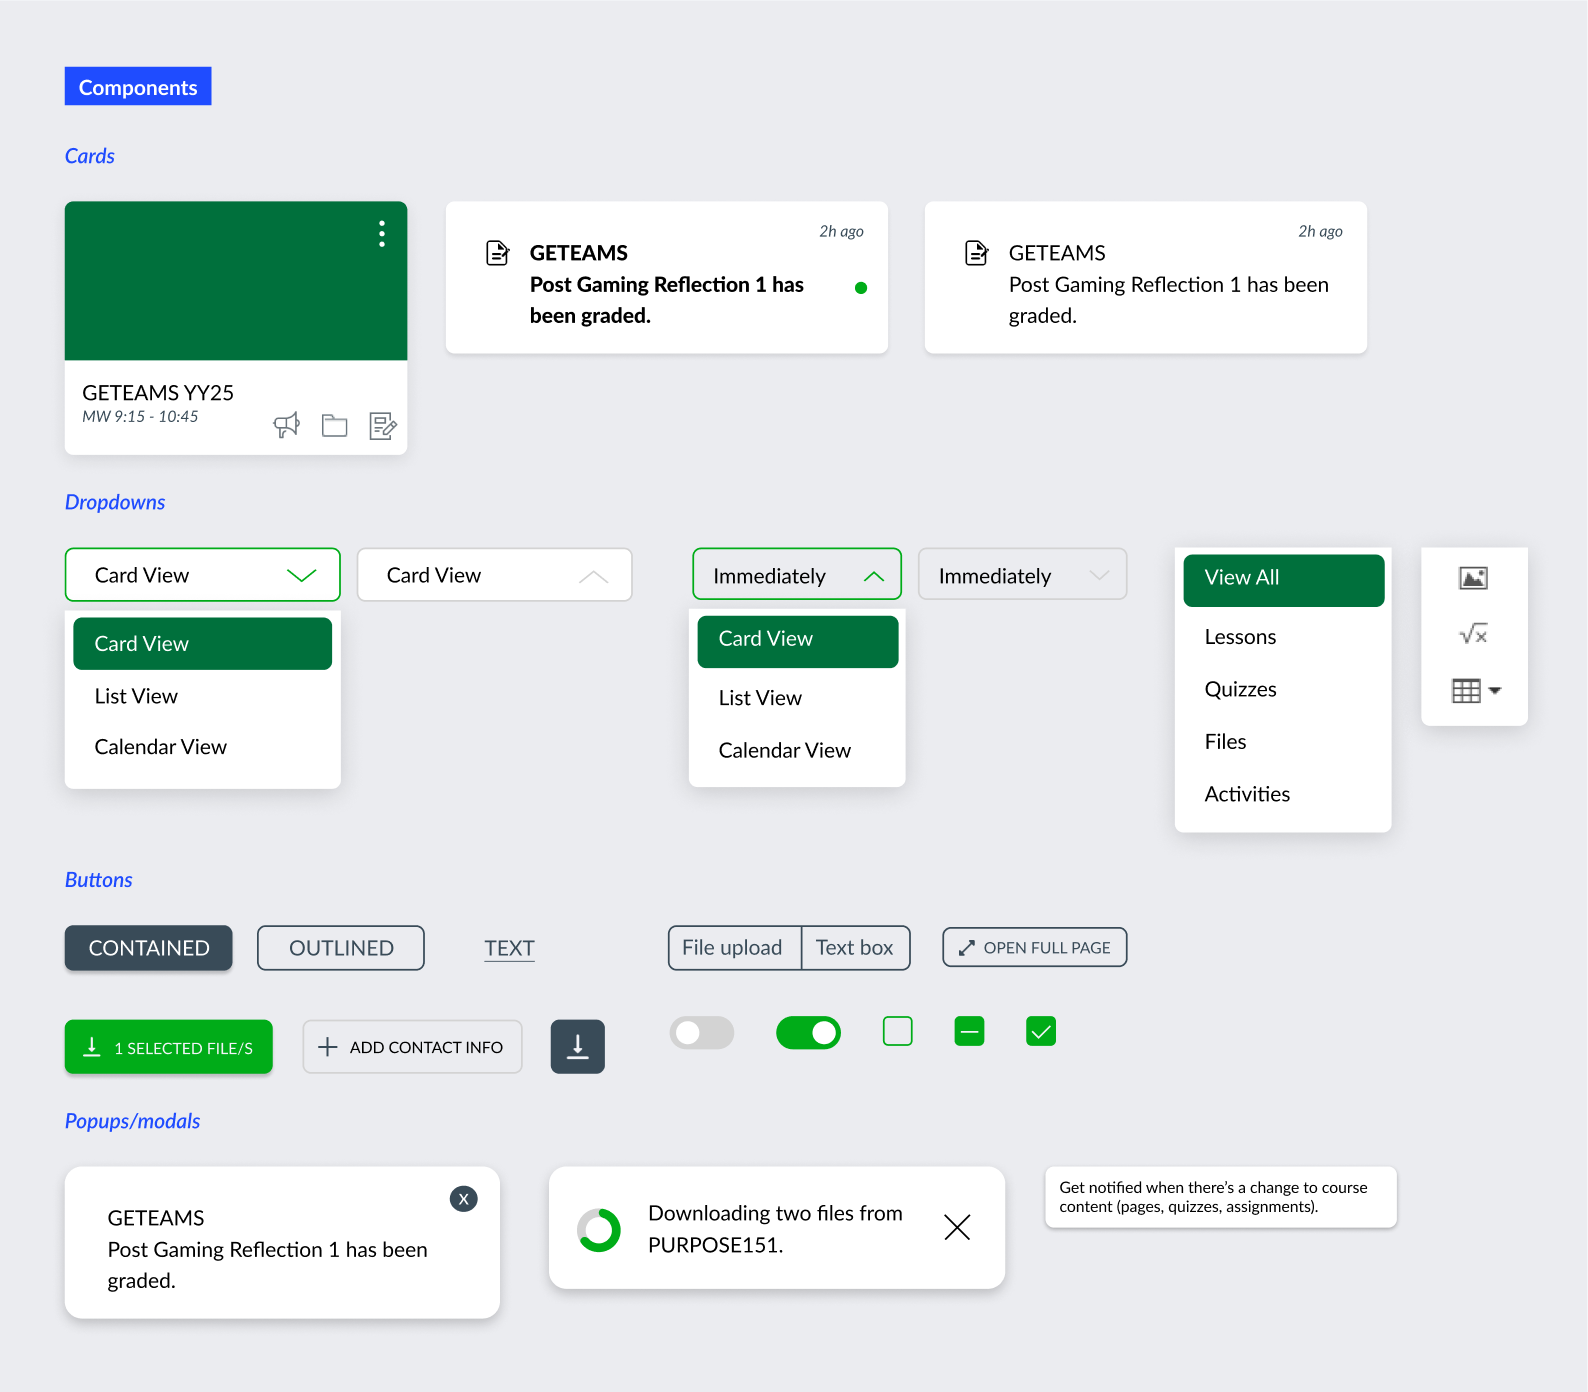 Components
Cards
GETEAMS YY25
MW 9:15 - 10:45
2h ago
GETEAMS
Post Gaming Reflection 1 has
been graded.
2h ago
GETEAMS
Post Gaming Reflection 1 has been
graded.
Dropdowns
Card View
Card View
List View
Calendar View
Card View
Immediately
Card View
List View
Calendar View
Immediately
View All
Lessons
Quizzes
Files
Activities
√x
Buttons
CONTAINED
OUTLINED
TEXT
File upload
Text box
OPEN FULL PAGE
1 SELECTED FILE/S
ADD CONTACT INFO
Popups/modals
X
GETEAMS
Post Gaming Reflection 1 has been
graded.
Downloading two files from
PURPOSE151.
Get notified when there's a change to course
content (pages, quizzes, assignments).